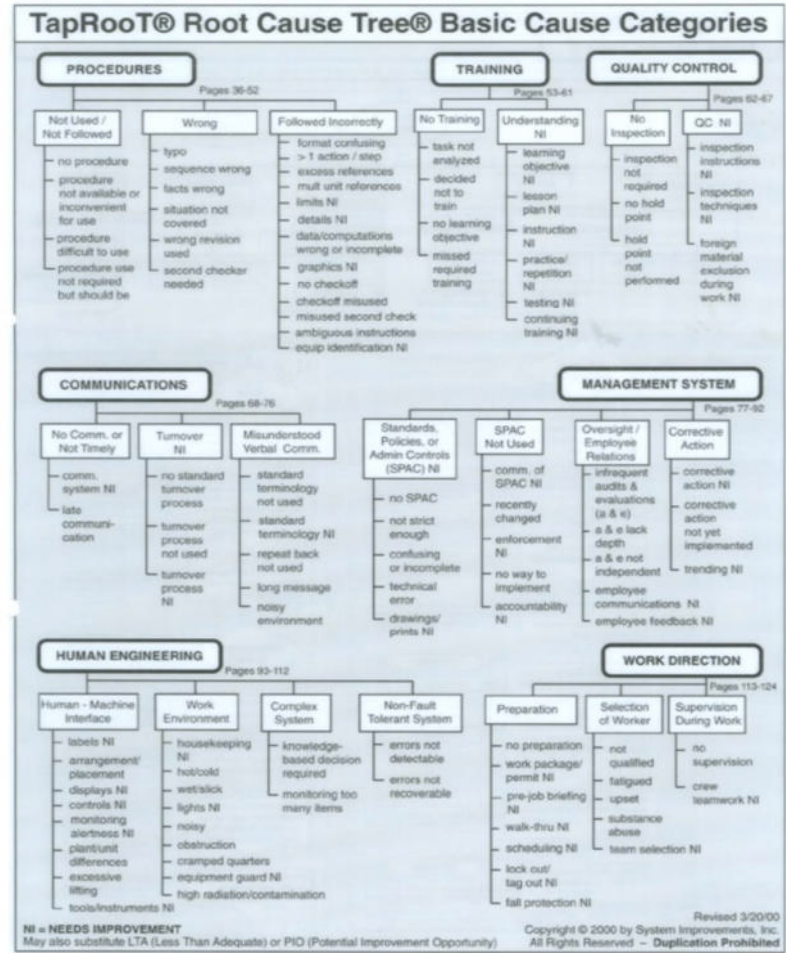 TapRooT® Root Cause Tree® Basic Cause Categories
PROCEDURES
Pages 36-52
Not Used /
Not Followed
no procedure
procedure
not available or
inconvenient
for use
procedure
difficult to use
procedure use
not required
but should be
Wrong
typo
sequence wrong
facts wrong
situation not
covered
wrong revision
used
second checker
needed
Followed Incorrectly
format confusing
> 1 action / step
excess references
mult unit references
limits NI
details NI
data/computations
wrong or incomplete
graphics NI
no checkoff
checkoff misused
misused second check
ambiguous instructions
equip identification NI
TRAINING
Pages 53-61
No Training
task not
analyzed
decided
not to
train
no learning
objective
missed
required
training
Understanding
NI
learning
objective
NI
lesson
plan NI
instruction
NI
practice/
repetition
NI
testing NI
continuing
training NI
QUALITY CONTROL
Pages 62-67
No
Inspection
inspection
not
required
no hold
point
hold
point
not
performed
QC NI
inspection
instructions
NI
inspection
techniques
NI
foreign
material
exclusion
during
work NI
COMMUNICATIONS
Pages 68-76
No Comm. or
Not Timely
comm.
system NI
late
communi-
cation
Turnover
NI
no standard
turnover
process
turnover
process
not used
turnover
process
NI
Misunderstood
Verbal Comm.
standard
terminology
not used
standard
terminology NI
repeat back
not used
long message
noisy
environment
MANAGEMENT SYSTEM
Pages 77-92
Standards,
Policies, or
Admin Controls
(SPAC) NI
no SPAC
not strict
enough
confusing
or incomplete
technical
error
drawings/
prints NI
SPAC
Not Used
comm. of
SPAC NI
recently
changed
enforcement
NI
no way to
implement
accountability
NI
Oversight /
Employee
Relations
infrequent
audits &
evaluations
(a & e)
a & e lack
depth
a & e not
independent
employee
communications NI
employee feedback NI
Corrective
Action
corrective
action NI
corrective
action
not yet
implemented
trending NI
HUMAN ENGINEERING
Pages 93-112
Human - Machine
Interface
labels NI
arrangement/
placement
displays NI
controls NI
monitoring
alertness NI
plant/unit
differences
excessive
lifting
tools/instruments NI
Work
Environment
housekeeping
NI
hot/cold
wet/slick
lights NI
noisy
obstruction
cramped quarters
equipment guard NI
high radiation/contamination
Complex
System
knowledge-
based decision
required
monitoring too
many items
Non-Fault
Tolerant System
errors not
detectable
errors not
recoverable
WORK DIRECTION
Pages 113-124
Preparation
no preparation
work package/
permit NI
pre-job briefing
NI
walk-thru NI
scheduling NI
lock out/
tag out NI
fall protection NI
Selection
of Worker
not
qualified
fatigued
upset
substance
abuse
team selection NI
Supervision
During Work
no
supervision
crew
teamwork NI
NI = NEEDS IMPROVEMENT
May also substitute LTA (Less Than Adequate) or PIO (Potential Improvement Opportunity)
Revised 3/20/00
Copyright © 2000 by System Improvements, Inc.
All Rights Reserved – Duplication Prohibited